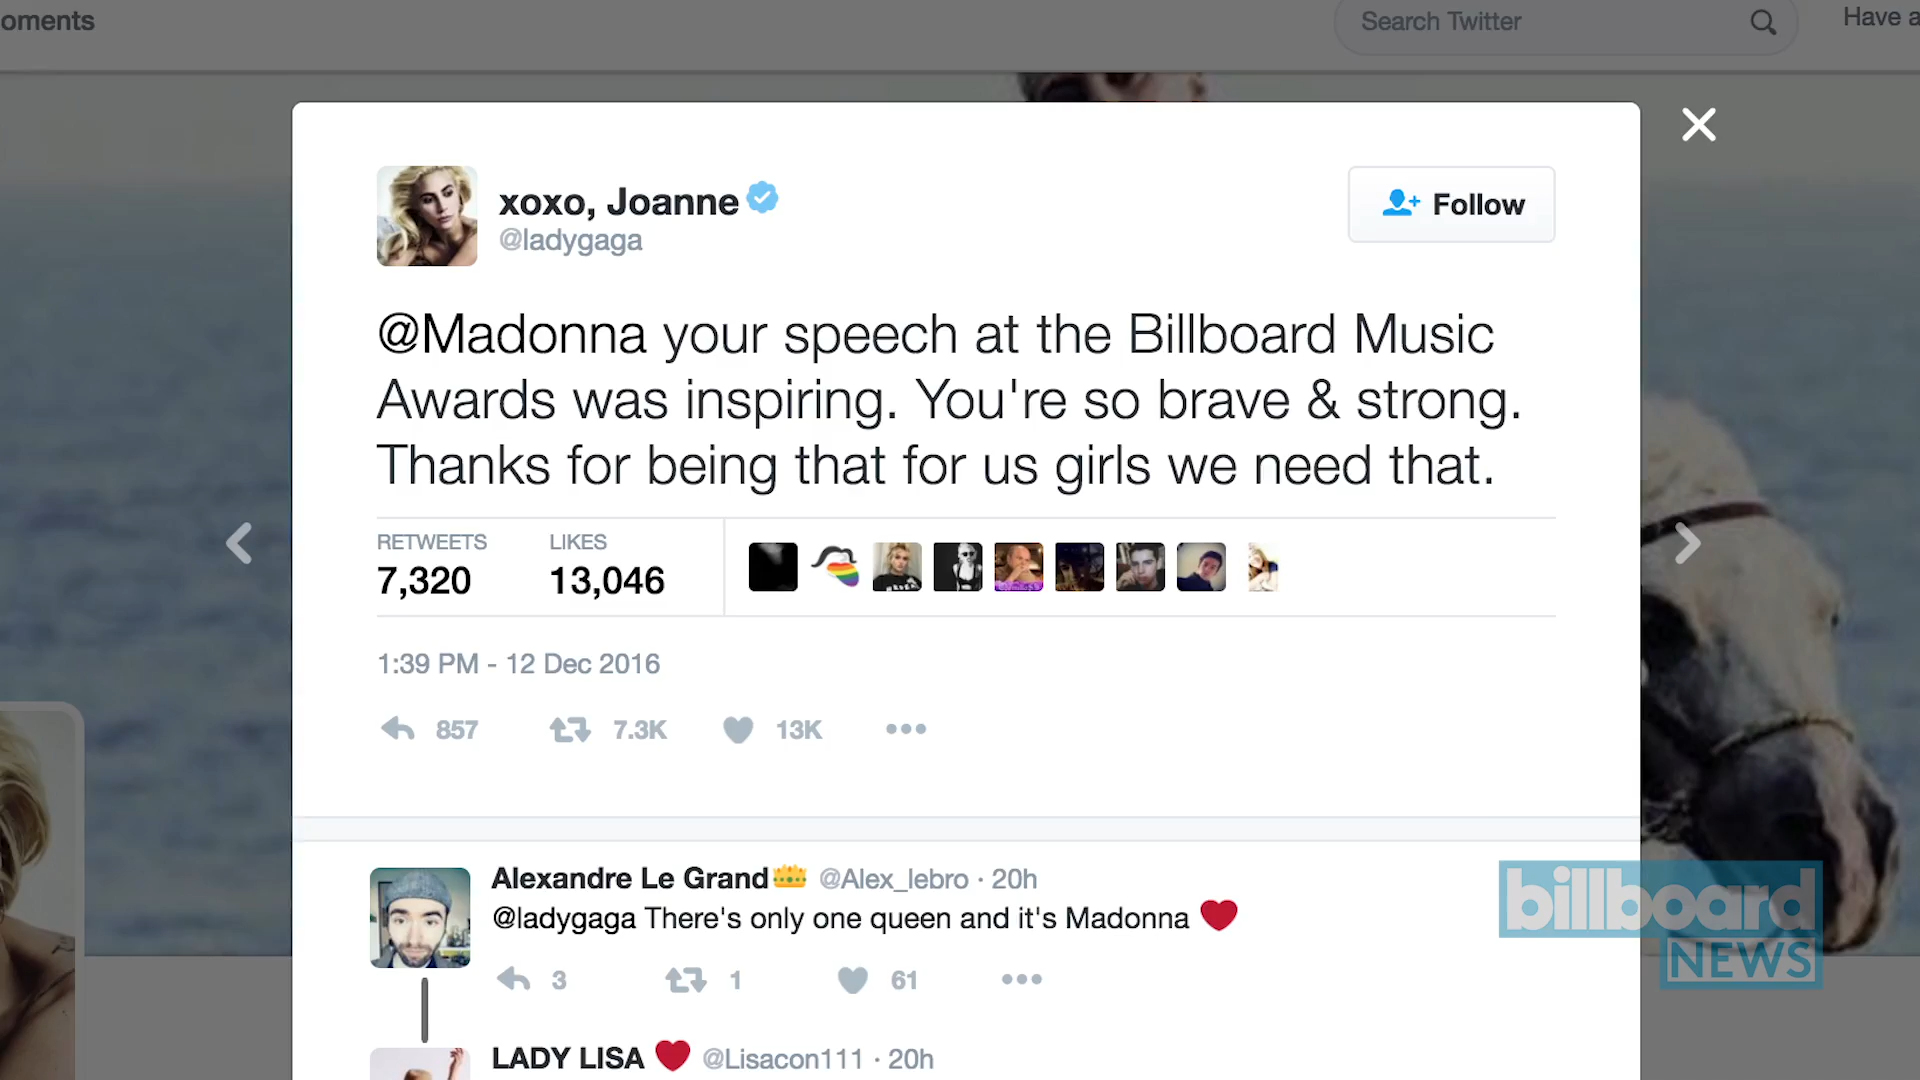 oments
Search Twitter
Have a
xoxo, Joanne
@ladygaga
Follow
@Madonna your speech at the Billboard Music
Awards was inspiring. You're so brave & strong.
Thanks for being that for us girls we need that.
RETWEETS LIKES
7,320 13,046
1:39 PM - 12 Dec 2016
857 7.3K 13K
Alexandre Le Grand @Alex_lebro · 20h
@ladygaga There's only one queen and it's Madonna
3 1 61
LADY LISA @Lisacon111 · 20h
billboard
NEWS